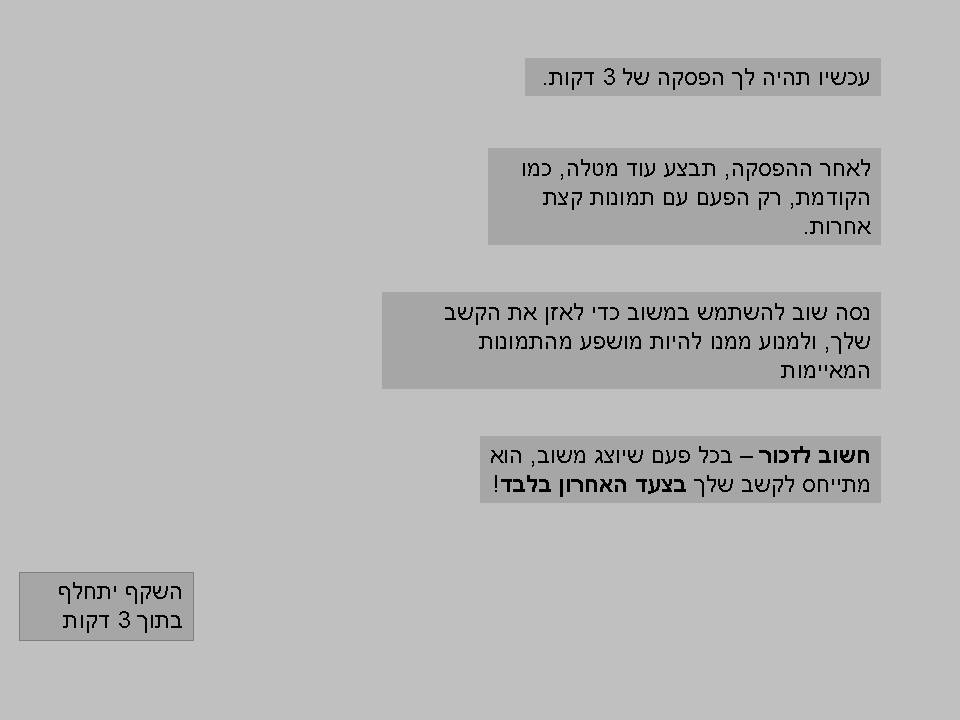 עכשיו תהיה לך הפסקה של 3 דקות.
לאחר ההפסקה, תבצע עוד מטלה, כמו
הקודמת, רק הפעם עם תמונות קצת
אחרות.
נסה שוב להשתמש במשוב כדי לאזן את הקשב
שלך, ולמנוע ממנו להיות מושפע מהתמונות
המאיימות
חשוב לזכור – בכל פעם שיוצג משוב, הוא
מתייחס לקשב שלך בצעד האחרון בלבד!
השקף יתחלף
בתוך 3 דקות